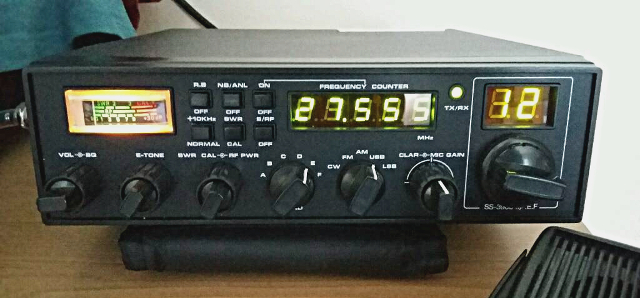 R.B NB/ANL ON
FREQUENCY COUNTER
OFF OFF OFF
+10KHz SWR S/RF
NORMAL CAL OFF
27.555
MHz
TX/RX
12
VOL SQ E-TONE SWR CAL RF PWR
A B C D E F
CW FM AM USB LSB
CLAR MIC GAIN